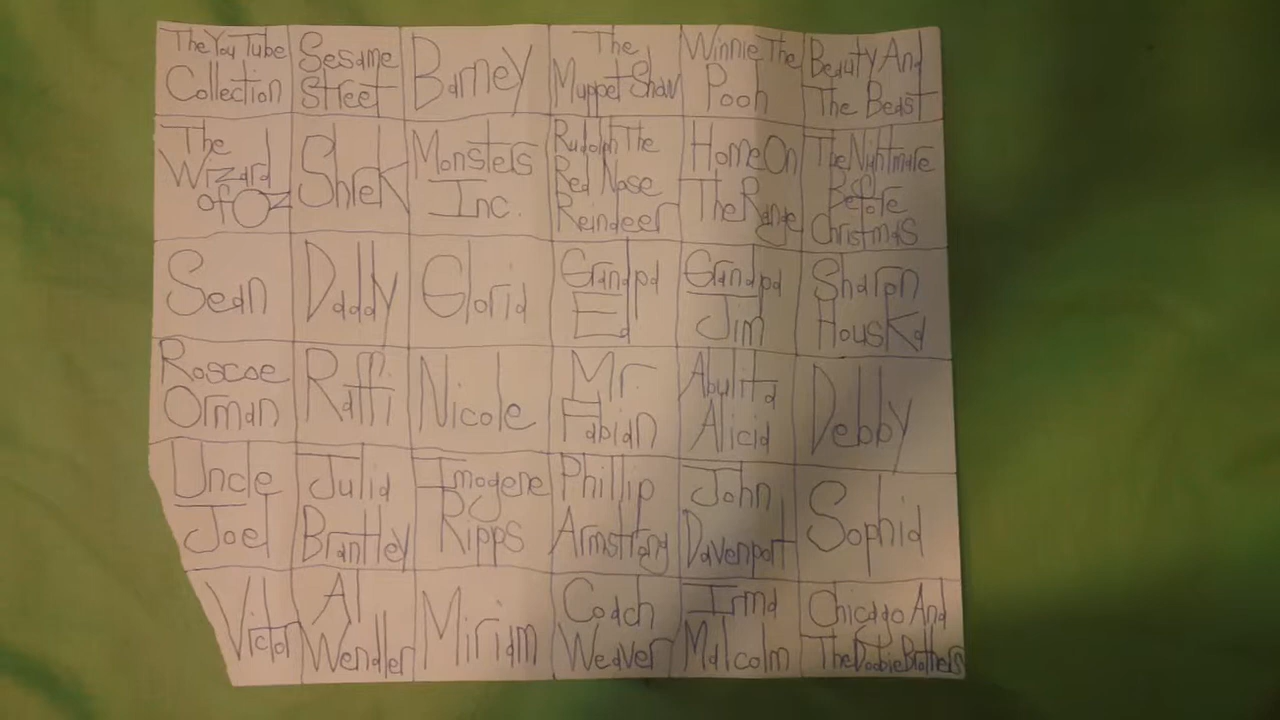 The YouTube
Collection
Sesame
Street
Barney
The
Muppet Show
Winnie The
Pooh
Beauty And
The Beast
The
Wizard
of Oz
Shrek
Monsters
Inc.
Rudolph The
Red Nose
Reindeer
Home On
The Range
The Nightmare
Before
Christmas
Sean
Daddy
Gloria
Grandpa
Ed
Grandpa
Jim
Sharon
Houska
Roscoe
Orman
Raffi
Nicole
Mr.
Fabian
Abulita
Alicia
Debby
Uncle
Joel
Julia
Brantley
Imogene
Ripps
Phillip
Armstrong
John
Davenport
Sophia
Victor
Al
Wendler
Miriam
Coach
Weaver
Irma
Malcolm
Chicago And
The Doobie Brothers